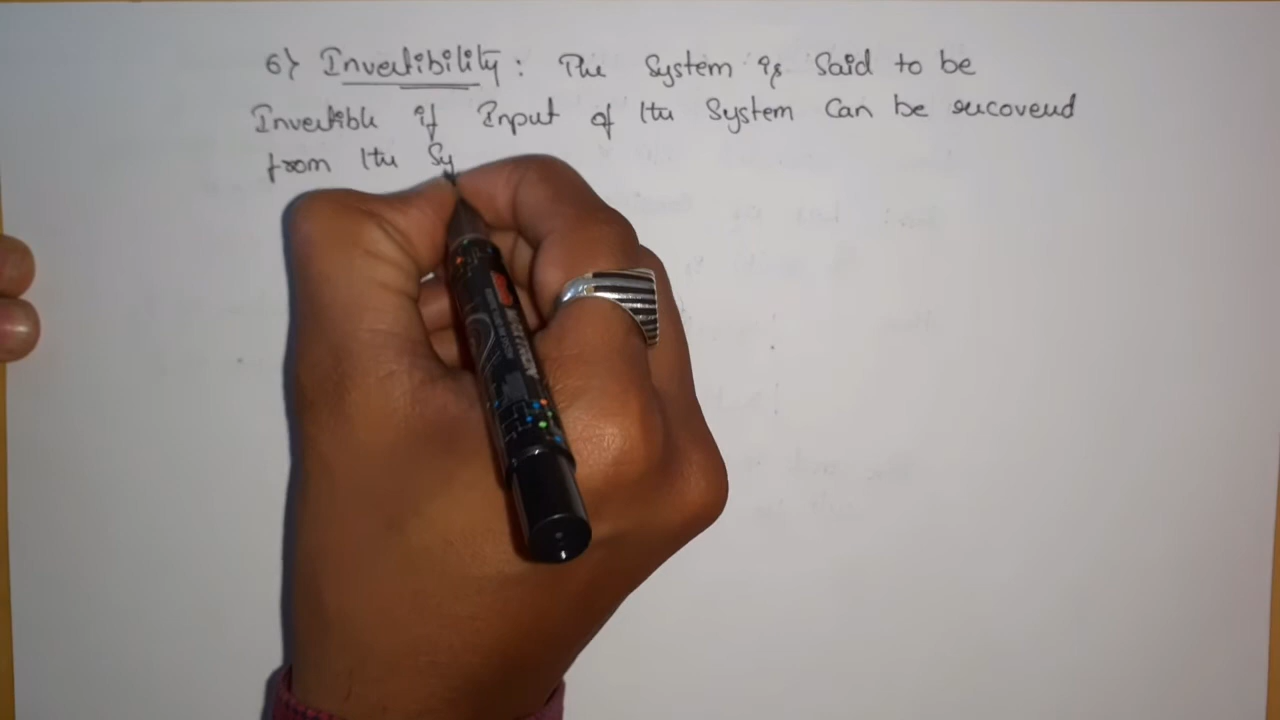 6) Invertibility: The System is Said to be
Invertible if Input of the System Can be recovered
from the Sy